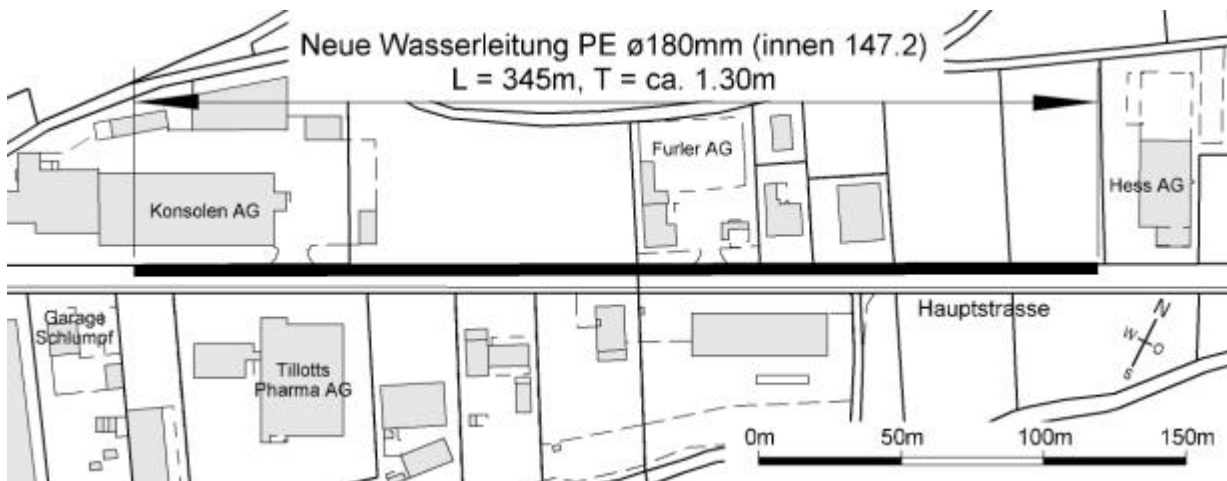 Neue Wasserleitung PE ø180mm (innen 147.2)
L = 345m, T = ca. 1.30m
Furler AG
Konsolen AG
Hess AG
Hauptstrasse
Garage
Schlumpf
Tillotts
Pharma AG
N
W
O
S
0m 50m 100m 150m